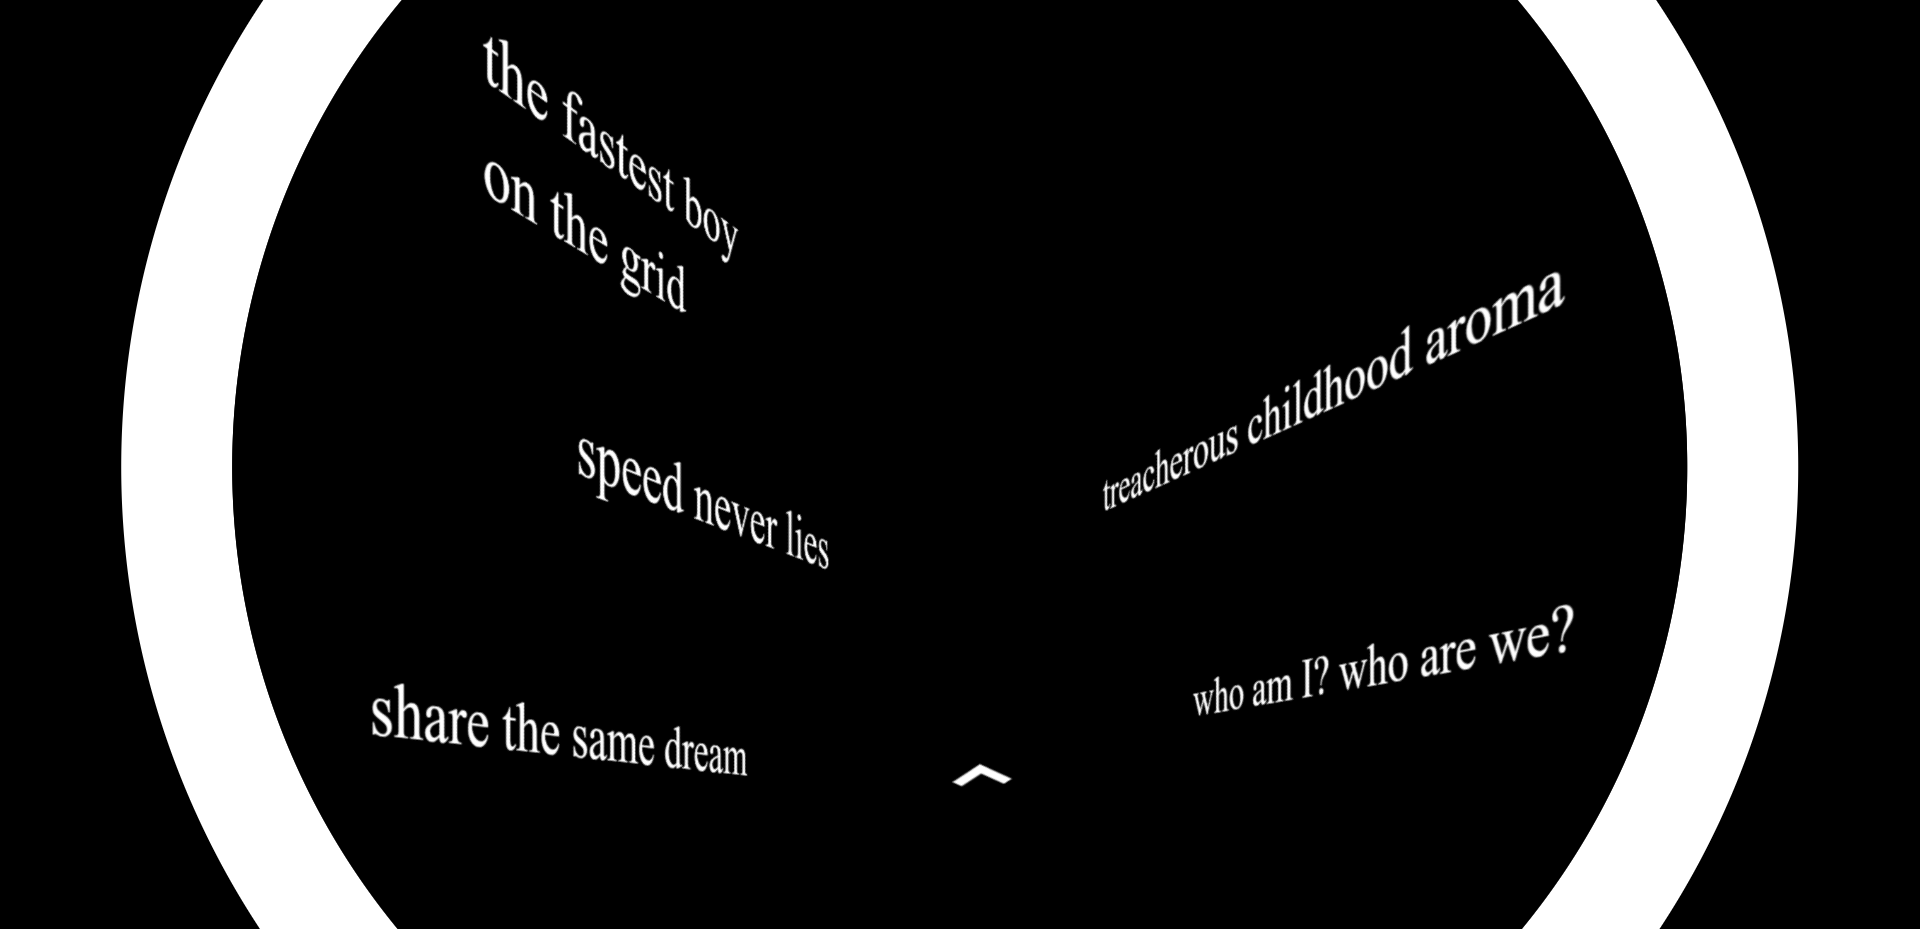 the fastest boy
on the grid
speed never lies
share the same dream
treacherous childhood aroma
who am I? who are we?